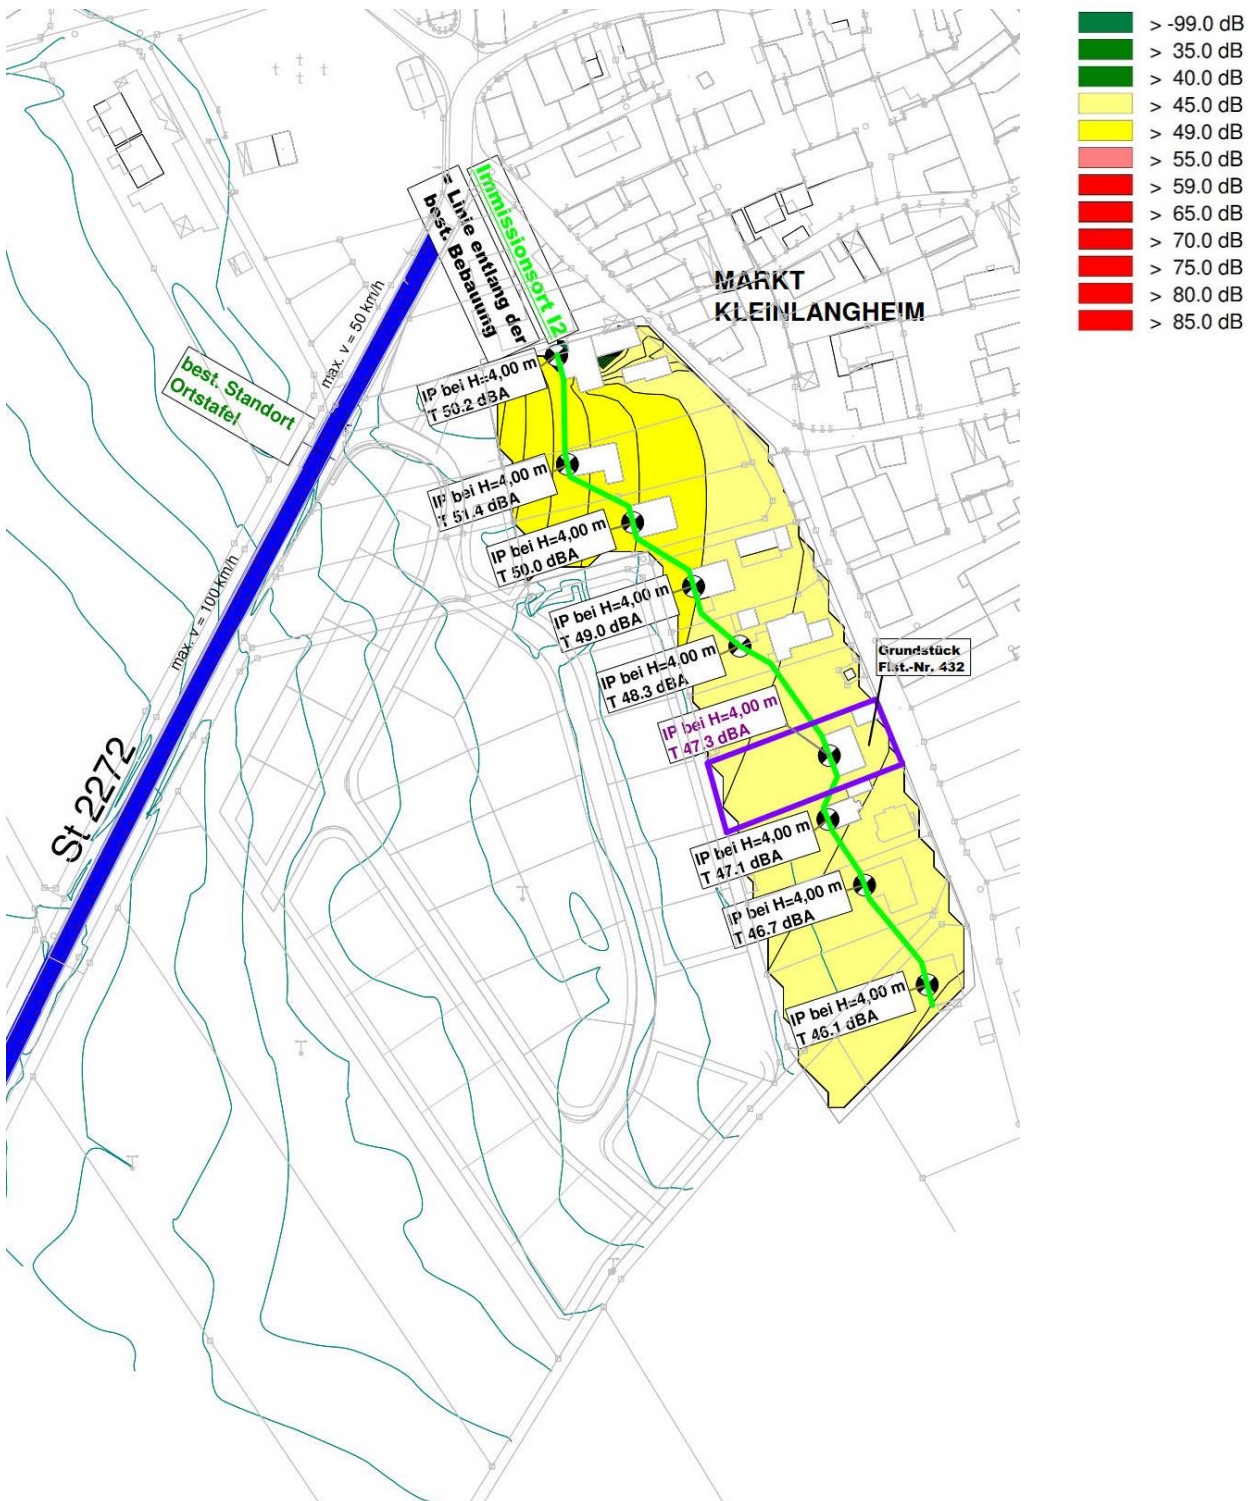 > -99.0 dB
> 35.0 dB
> 40.0 dB
> 45.0 dB
> 49.0 dB
> 55.0 dB
> 59.0 dB
> 65.0 dB
> 70.0 dB
> 75.0 dB
> 80.0 dB
> 85.0 dB
Immissionsort I2
Linie entlang der
best. Bebauung
MARKT
KLEINLANGHEIM
max. v = 50 km/h
best. Standort
Ortstafel
IP bei H=4,00 m
T 50.2 dBA
IP bei H=4,00 m
T 51.4 dBA
IP bei H=4,00 m
T 50.0 dBA
max. v = 100 km/h
IP bei H=4,00 m
T 49.0 dBA
IP bei H=4,00 m
T 48.3 dBA
Grundstück
Flst.-Nr. 432
IP bei H=4,00 m
T 47.3 dBA
St 2272
IP bei H=4,00 m
T 47.1 dBA
IP bei H=4,00 m
T 46.7 dBA
IP bei H=4,00 m
T 46.1 dBA